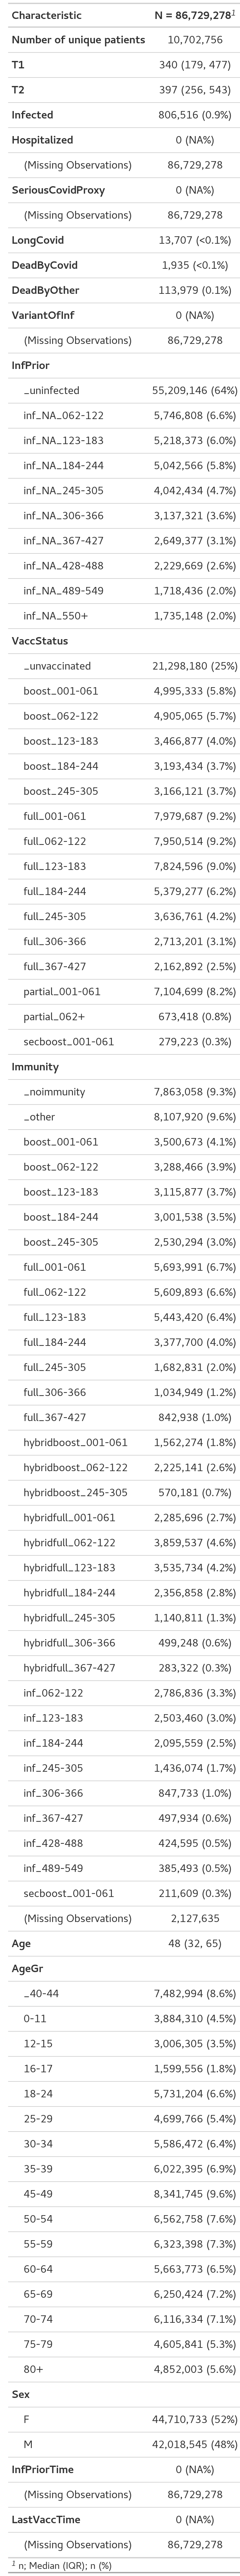 Characteristic N = 86,729,278¹
Number of unique patients 10,702,756
T1 340 (179, 477)
T2 397 (256, 543)
Infected 806,516 (0.9%)
Hospitalized 0 (NA%)
(Missing Observations) 86,729,278
SeriousCovidProxy 0 (NA%)
(Missing Observations) 86,729,278
LongCovid 13,707 (<0.1%)
DeadByCovid 1,935 (<0.1%)
DeadByOther 113,979 (0.1%)
VariantOfInf 0 (NA%)
(Missing Observations) 86,729,278
InfPrior
_uninfected 55,209,146 (64%)
inf_NA_062-122 5,746,808 (6.6%)
inf_NA_123-183 5,218,373 (6.0%)
inf_NA_184-244 5,042,566 (5.8%)
inf_NA_245-305 4,042,434 (4.7%)
inf_NA_306-366 3,137,321 (3.6%)
inf_NA_367-427 2,649,377 (3.1%)
inf_NA_428-488 2,229,669 (2.6%)
inf_NA_489-549 1,718,436 (2.0%)
inf_NA_550+ 1,735,148 (2.0%)
VaccStatus
_unvaccinated 21,298,180 (25%)
boost_001-061 4,995,333 (5.8%)
boost_062-122 4,905,065 (5.7%)
boost_123-183 3,466,877 (4.0%)
boost_184-244 3,193,434 (3.7%)
boost_245-305 3,166,121 (3.7%)
full_001-061 7,979,687 (9.2%)
full_062-122 7,950,514 (9.2%)
full_123-183 7,824,596 (9.0%)
full_184-244 5,379,277 (6.2%)
full_245-305 3,636,761 (4.2%)
full_306-366 2,713,201 (3.1%)
full_367-427 2,162,892 (2.5%)
partial_001-061 7,104,699 (8.2%)
partial_062+ 673,418 (0.8%)
secboost_001-061 279,223 (0.3%)
Immunity
_noimmunity 7,863,058 (9.3%)
_other 8,107,920 (9.6%)
boost_001-061 3,500,673 (4.1%)
boost_062-122 3,288,466 (3.9%)
boost_123-183 3,115,877 (3.7%)
boost_184-244 3,001,538 (3.5%)
boost_245-305 2,530,294 (3.0%)
full_001-061 5,693,991 (6.7%)
full_062-122 5,609,893 (6.6%)
full_123-183 5,443,420 (6.4%)
full_184-244 3,377,700 (4.0%)
full_245-305 1,682,831 (2.0%)
full_306-366 1,034,949 (1.2%)
full_367-427 842,938 (1.0%)
hybridboost_001-061 1,562,274 (1.8%)
hybridboost_062-122 2,225,141 (2.6%)
hybridboost_245-305 570,181 (0.7%)
hybridfull_001-061 2,285,696 (2.7%)
hybridfull_062-122 3,859,537 (4.6%)
hybridfull_123-183 3,535,734 (4.2%)
hybridfull_184-244 2,356,858 (2.8%)
hybridfull_245-305 1,140,811 (1.3%)
hybridfull_306-366 499,248 (0.6%)
hybridfull_367-427 283,322 (0.3%)
inf_062-122 2,786,836 (3.3%)
inf_123-183 2,503,460 (3.0%)
inf_184-244 2,095,559 (2.5%)
inf_245-305 1,436,074 (1.7%)
inf_306-366 847,733 (1.0%)
inf_367-427 497,934 (0.6%)
inf_428-488 424,595 (0.5%)
inf_489-549 385,493 (0.5%)
secboost_001-061 211,609 (0.3%)
(Missing Observations) 2,127,635
Age 48 (32, 65)
AgeGr
_40-44 7,482,994 (8.6%)
0-11 3,884,310 (4.5%)
12-15 3,006,305 (3.5%)
16-17 1,599,556 (1.8%)
18-24 5,731,204 (6.6%)
25-29 4,699,766 (5.4%)
30-34 5,586,472 (6.4%)
35-39 6,022,395 (6.9%)
45-49 8,341,745 (9.6%)
50-54 6,562,758 (7.6%)
55-59 6,323,398 (7.3%)
60-64 5,663,773 (6.5%)
65-69 6,250,424 (7.2%)
70-74 6,116,334 (7.1%)
75-79 4,605,841 (5.3%)
80+ 4,852,003 (5.6%)
Sex
F 44,710,733 (52%)
M 42,018,545 (48%)
InfPriorTime 0 (NA%)
(Missing Observations) 86,729,278
LastVaccTime 0 (NA%)
(Missing Observations) 86,729,278
¹ n; Median (IQR); n (%)